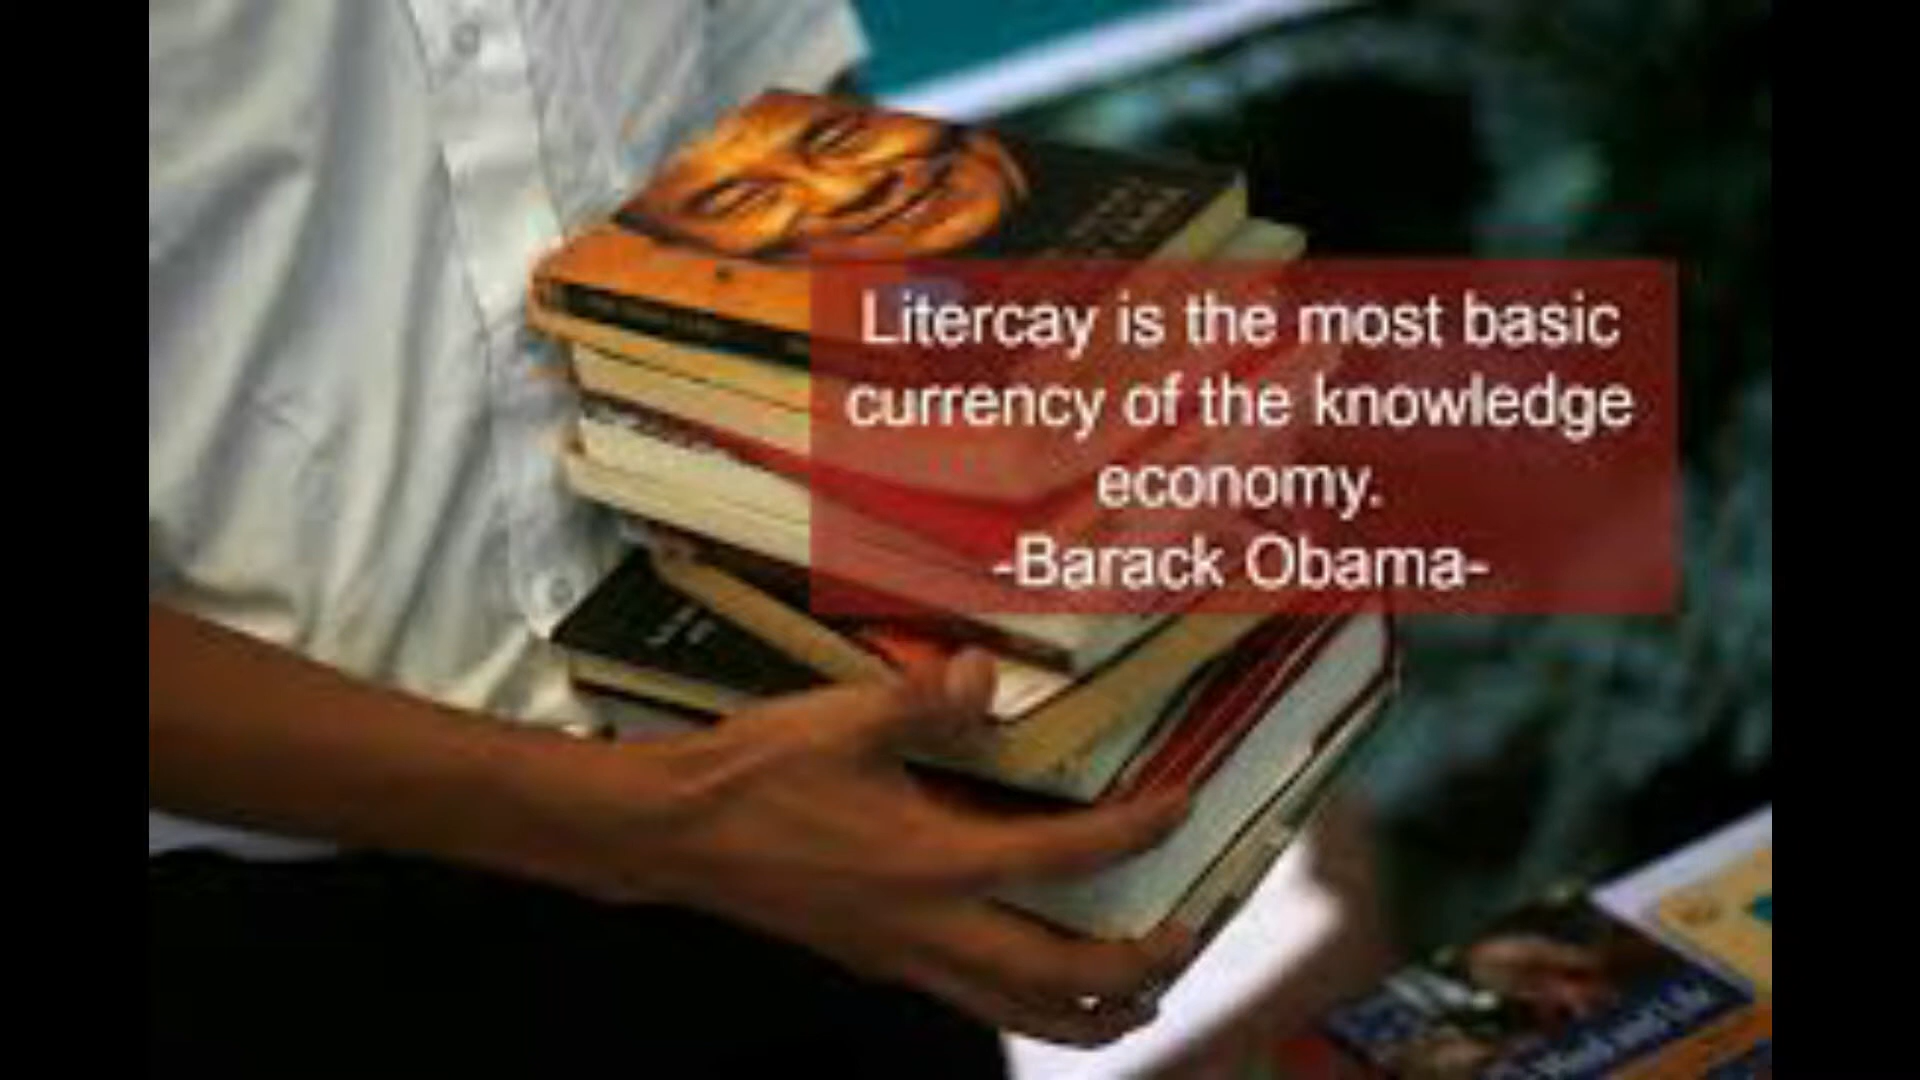 Litercay is the most basic
currency of the knowledge
economy.
-Barack Obama-